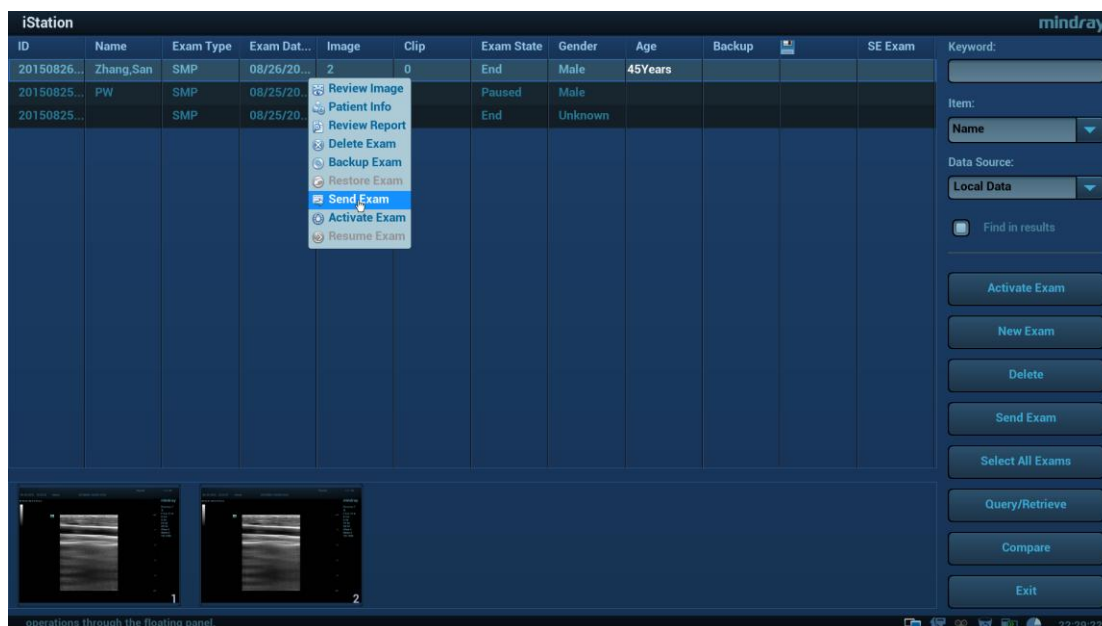 iStation
mindray
ID Name Exam Type Exam Dat... Image Clip Exam State Gender Age Backup SE Exam
20150826... Zhang,San SMP 08/26/20... 2 0 End Male 45Years
20150825... PW SMP 08/25/20... Paused Male
20150825... SMP 08/25/20... End Unknown
Review Image
Patient Info
Review Report
Delete Exam
Backup Exam
Restore Exam
Send Exam
Activate Exam
Resume Exam
Keyword:
Item:
Name
Data Source:
Local Data
Find in results
Activate Exam
New Exam
Delete
Send Exam
Select All Exams
Query/Retrieve
Compare
Exit
1
2
operations through the floating panel.